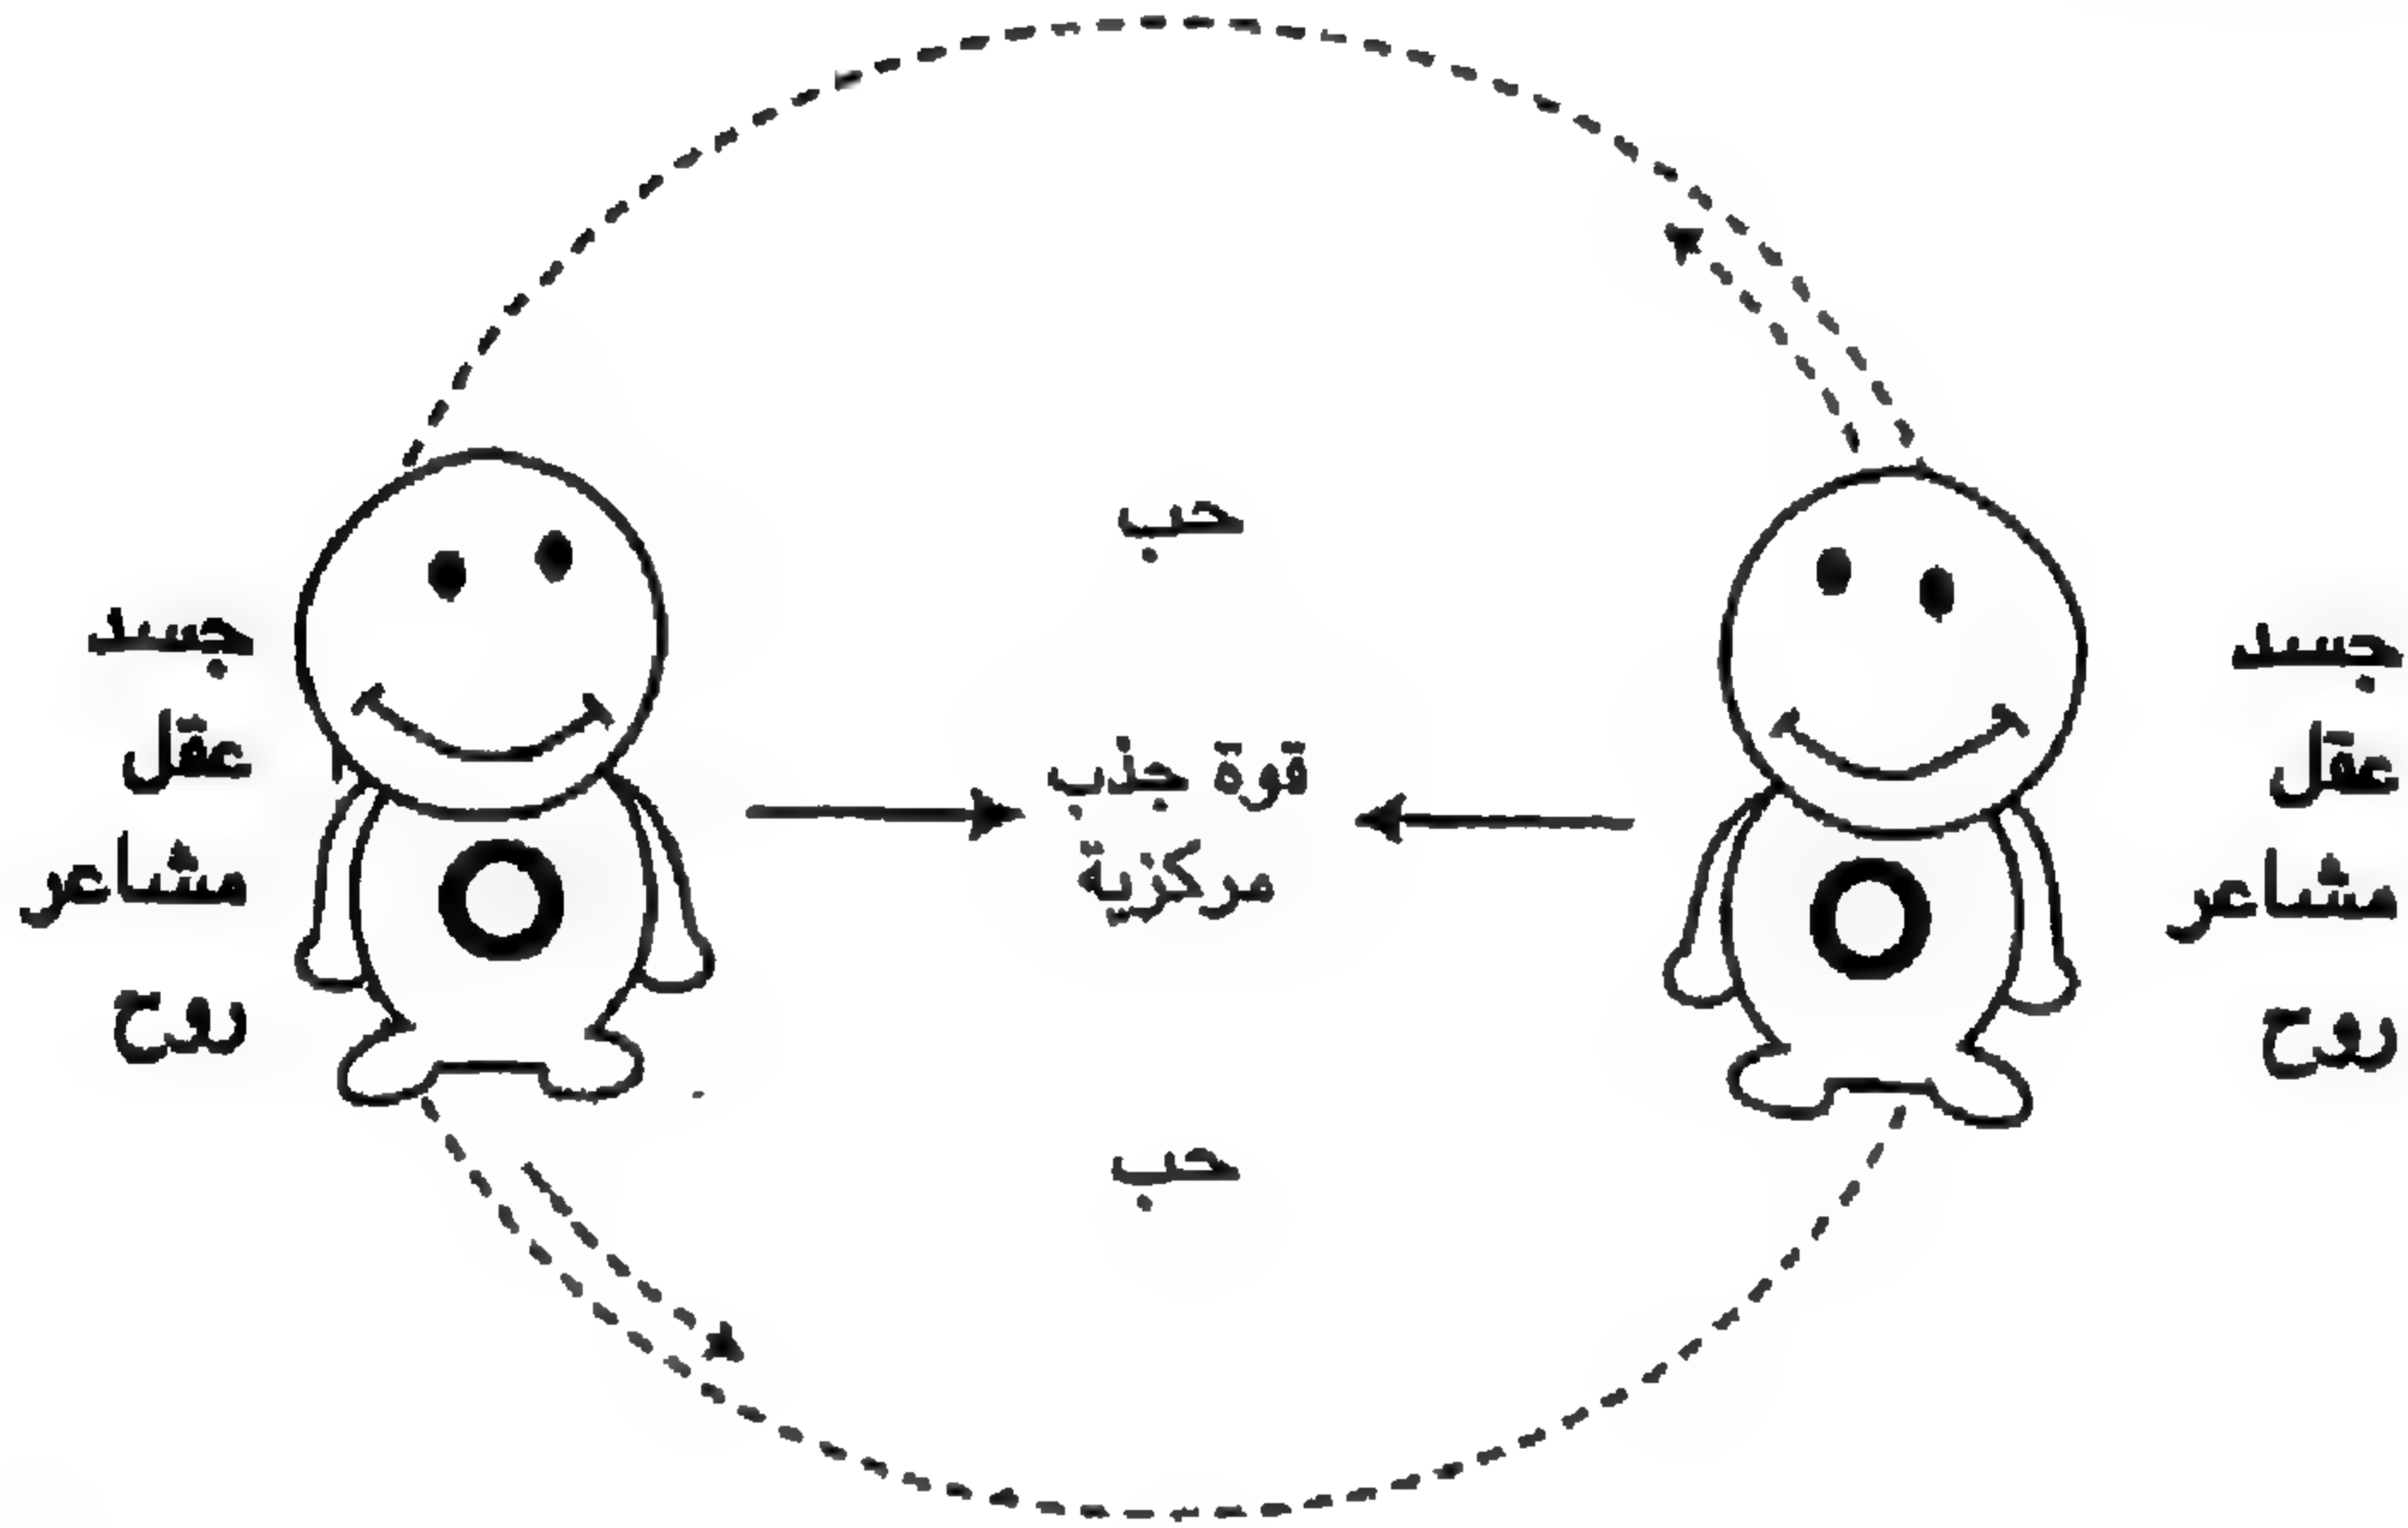 حب
جسد
عقل
مشاعر
روح
قوة جذب
مركزية
جسد
عقل
مشاعر
روح
حب